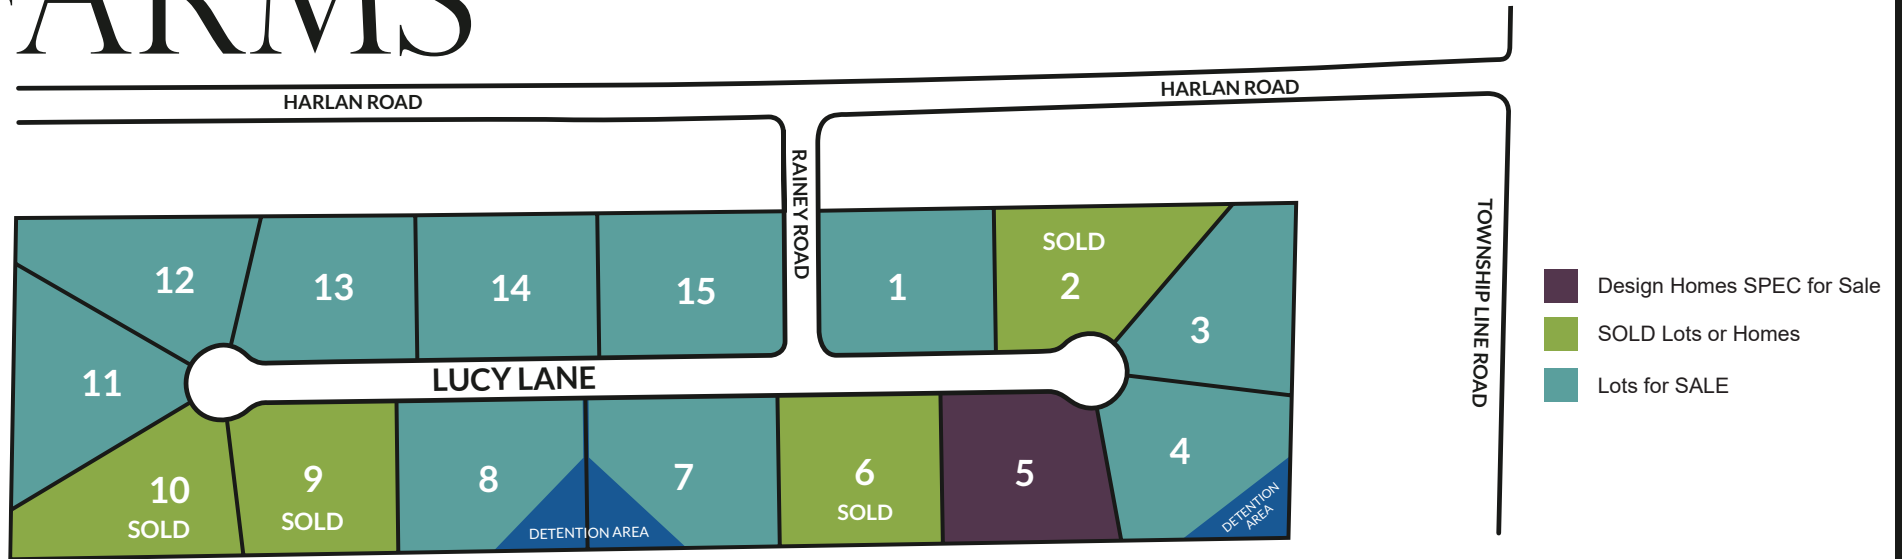 ARMS
HARLAN ROAD
HARLAN ROAD
RAINEY ROAD
TOWNSHIP LINE ROAD
12
13
14
15
1
SOLD
2
3
11
LUCY LANE
10
SOLD
9
SOLD
8
7
DETENTION AREA
6
SOLD
5
4
DETENTION
AREA
Design Homes SPEC for Sale
SOLD Lots or Homes
Lots for SALE